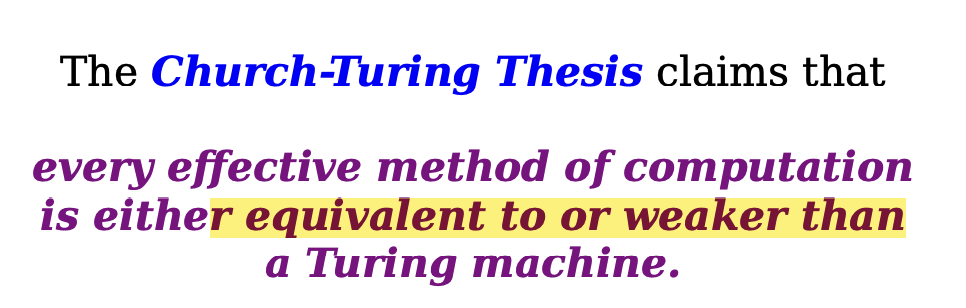 The Church-Turing Thesis claims that
every effective method of computation
is either equivalent to or weaker than
a Turing machine.